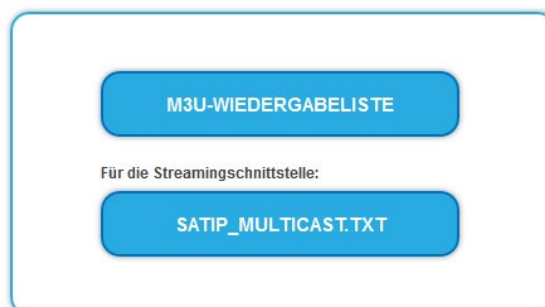 M3U-WIEDERGABELISTE
Für die Streamingschnittstelle:
SATIP_MULTICAST.TXT